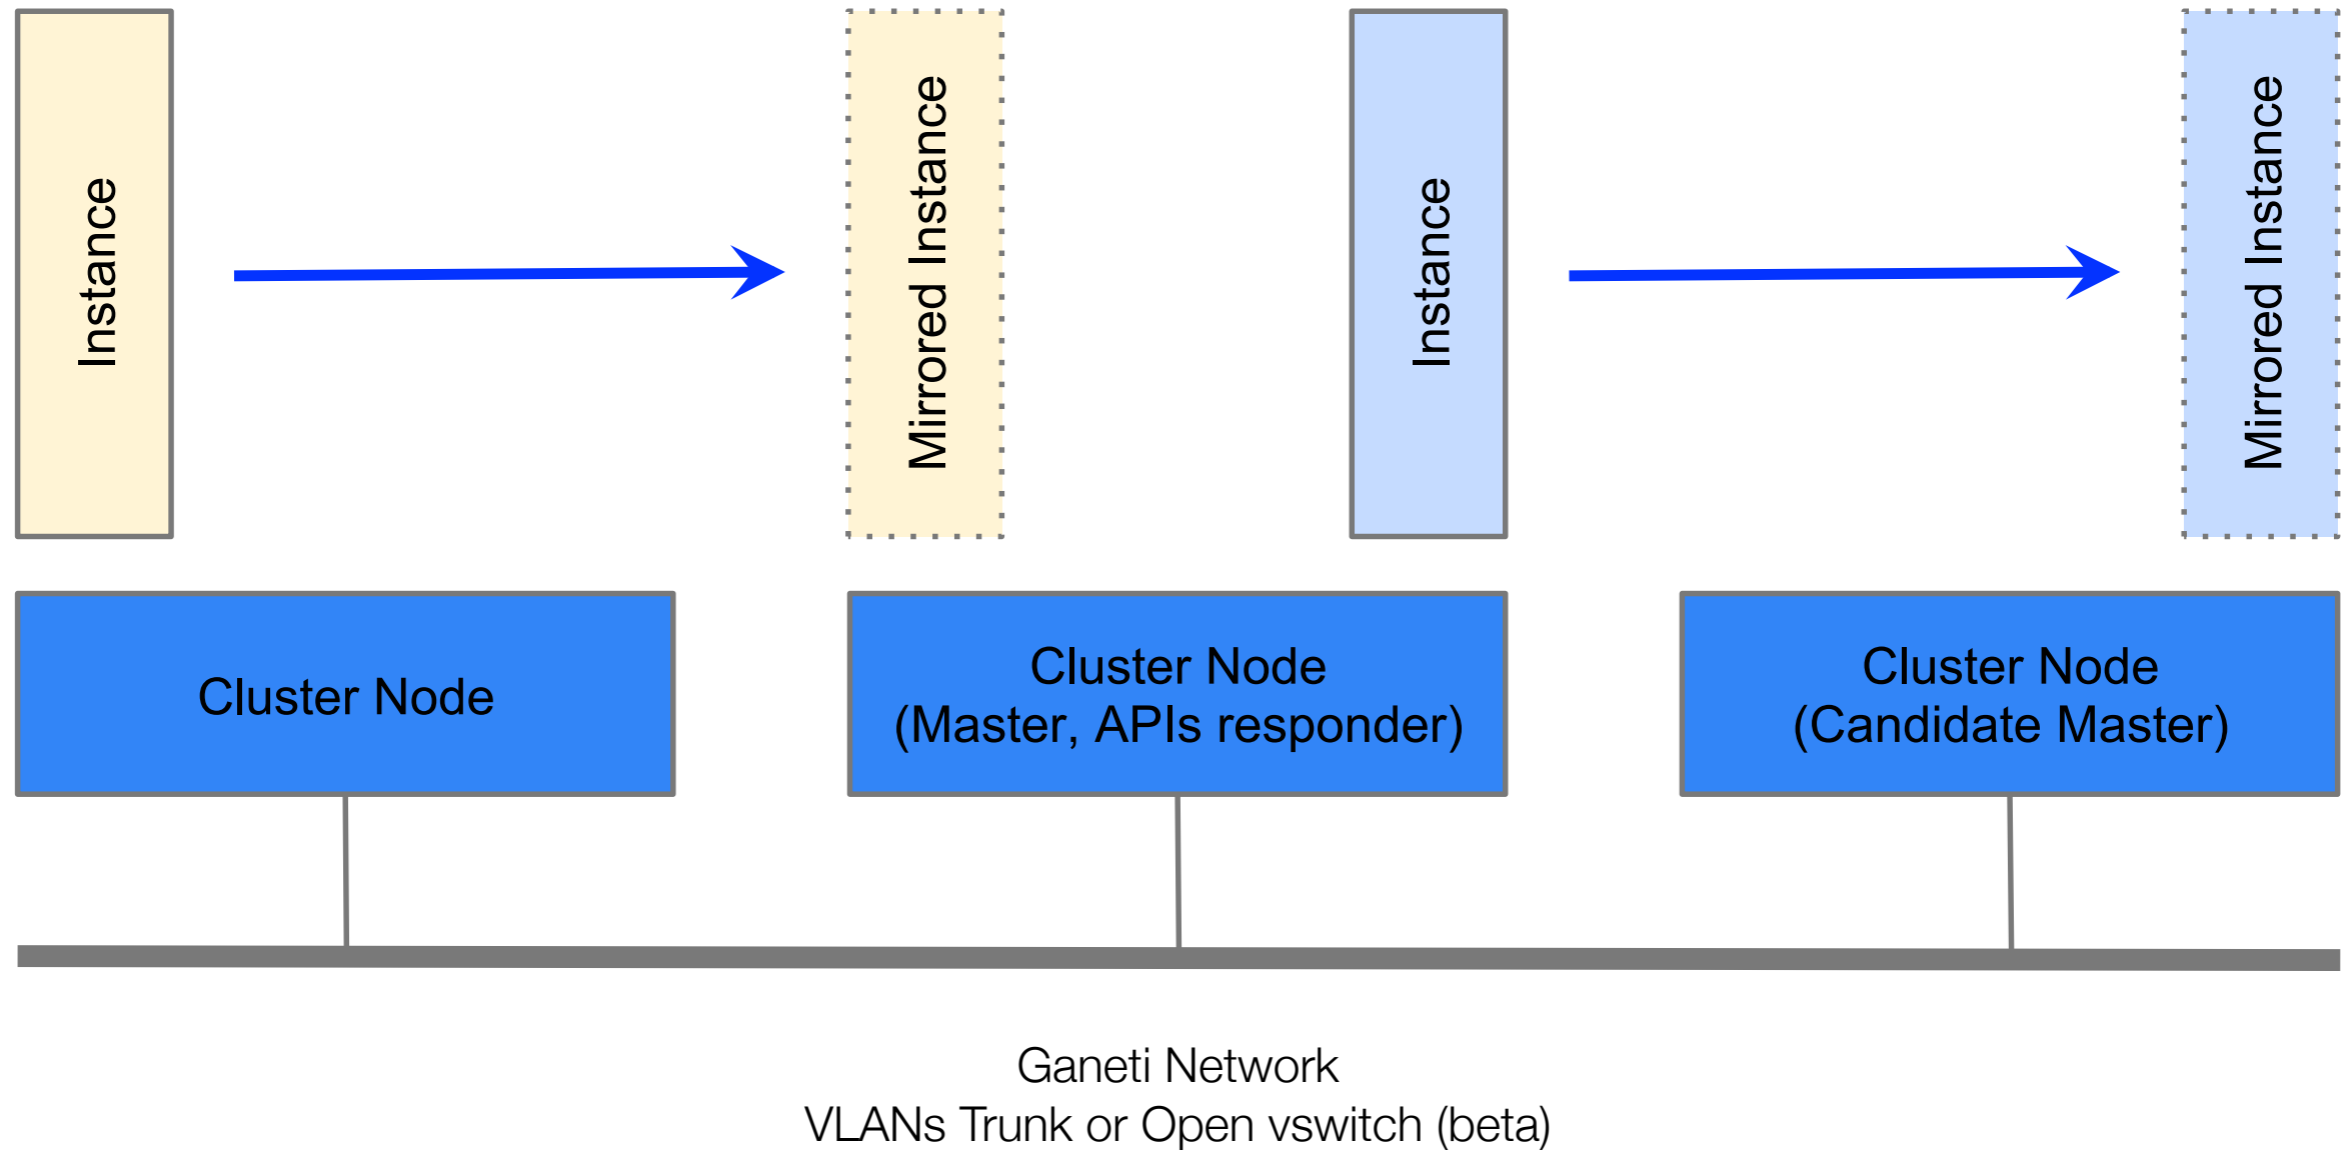 Instance
Mirrored Instance
Instance
Mirrored Instance
Cluster Node
Cluster Node
(Master, APIs responder)
Cluster Node
(Candidate Master)
Ganeti Network
VLANs Trunk or Open vswitch (beta)